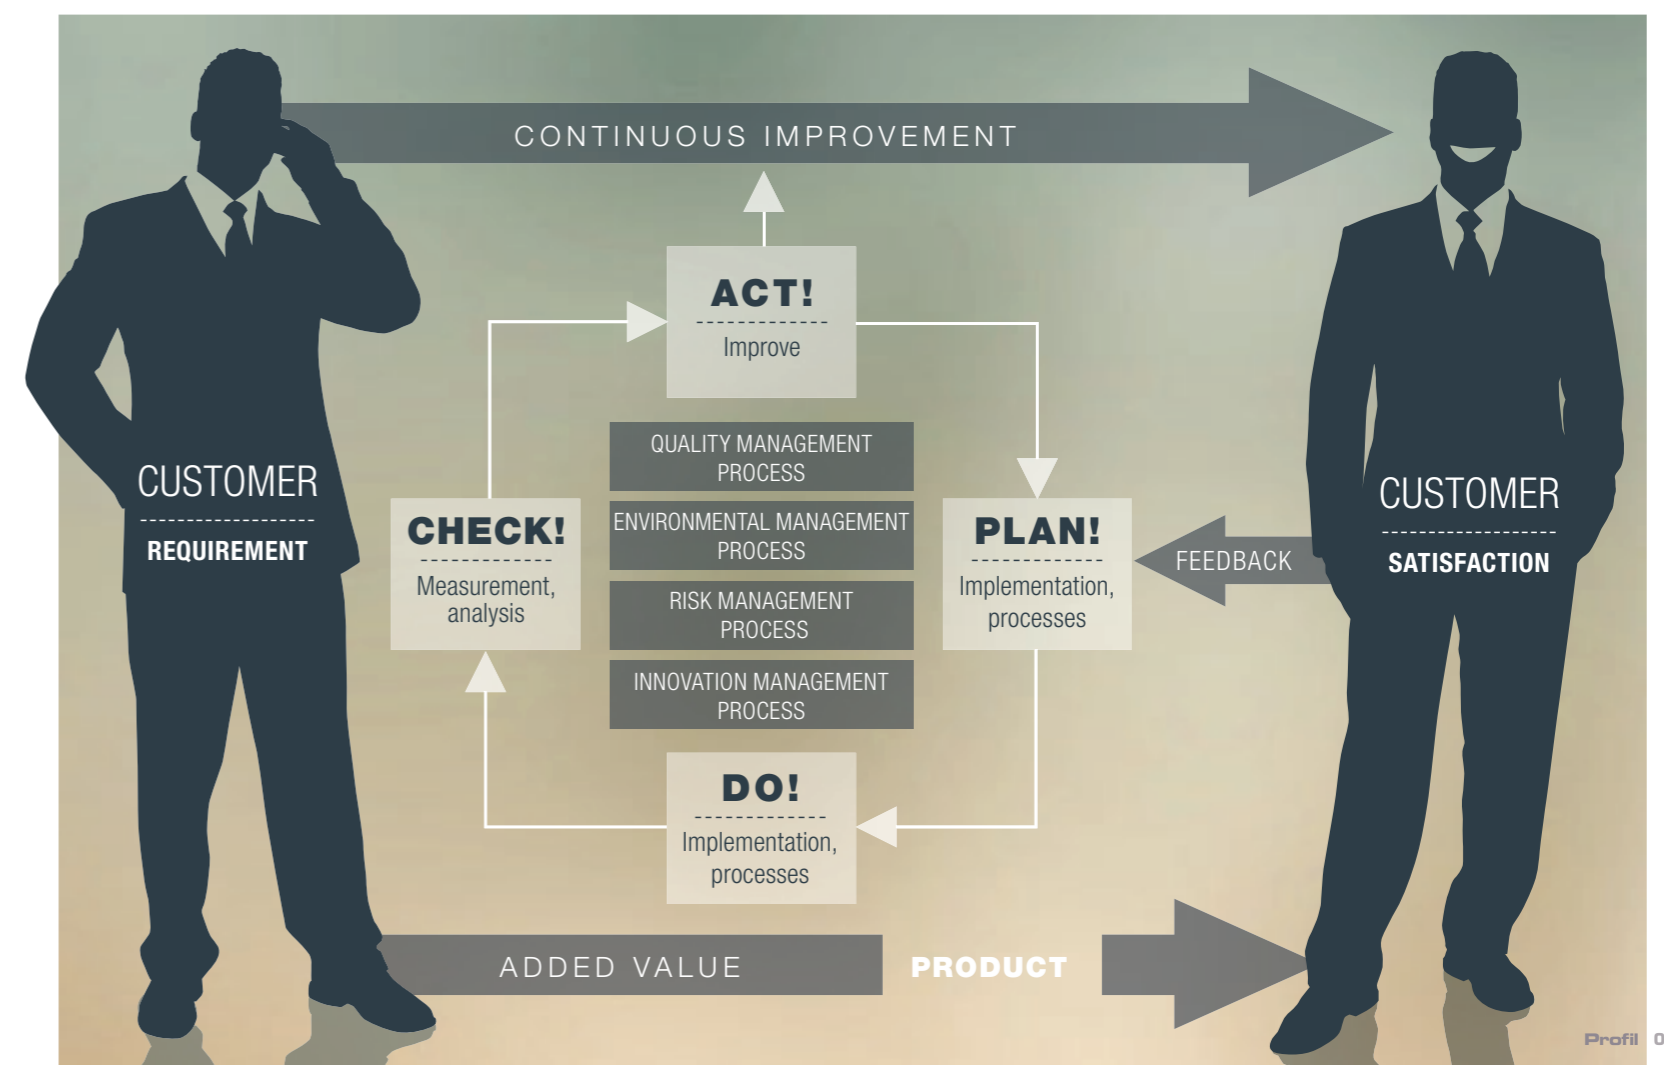 CONTINUOUS IMPROVEMENT
ACT!
Improve
QUALITY MANAGEMENT
PROCESS
CUSTOMER
REQUIREMENT
CHECK!
Measurement,
analysis
ENVIRONMENTAL MANAGEMENT
PROCESS
RISK MANAGEMENT
PROCESS
INNOVATION MANAGEMENT
PROCESS
PLAN!
Implementation,
processes
FEEDBACK
CUSTOMER
SATISFACTION
DO!
Implementation,
processes
ADDED VALUE
PRODUCT
Profil 0